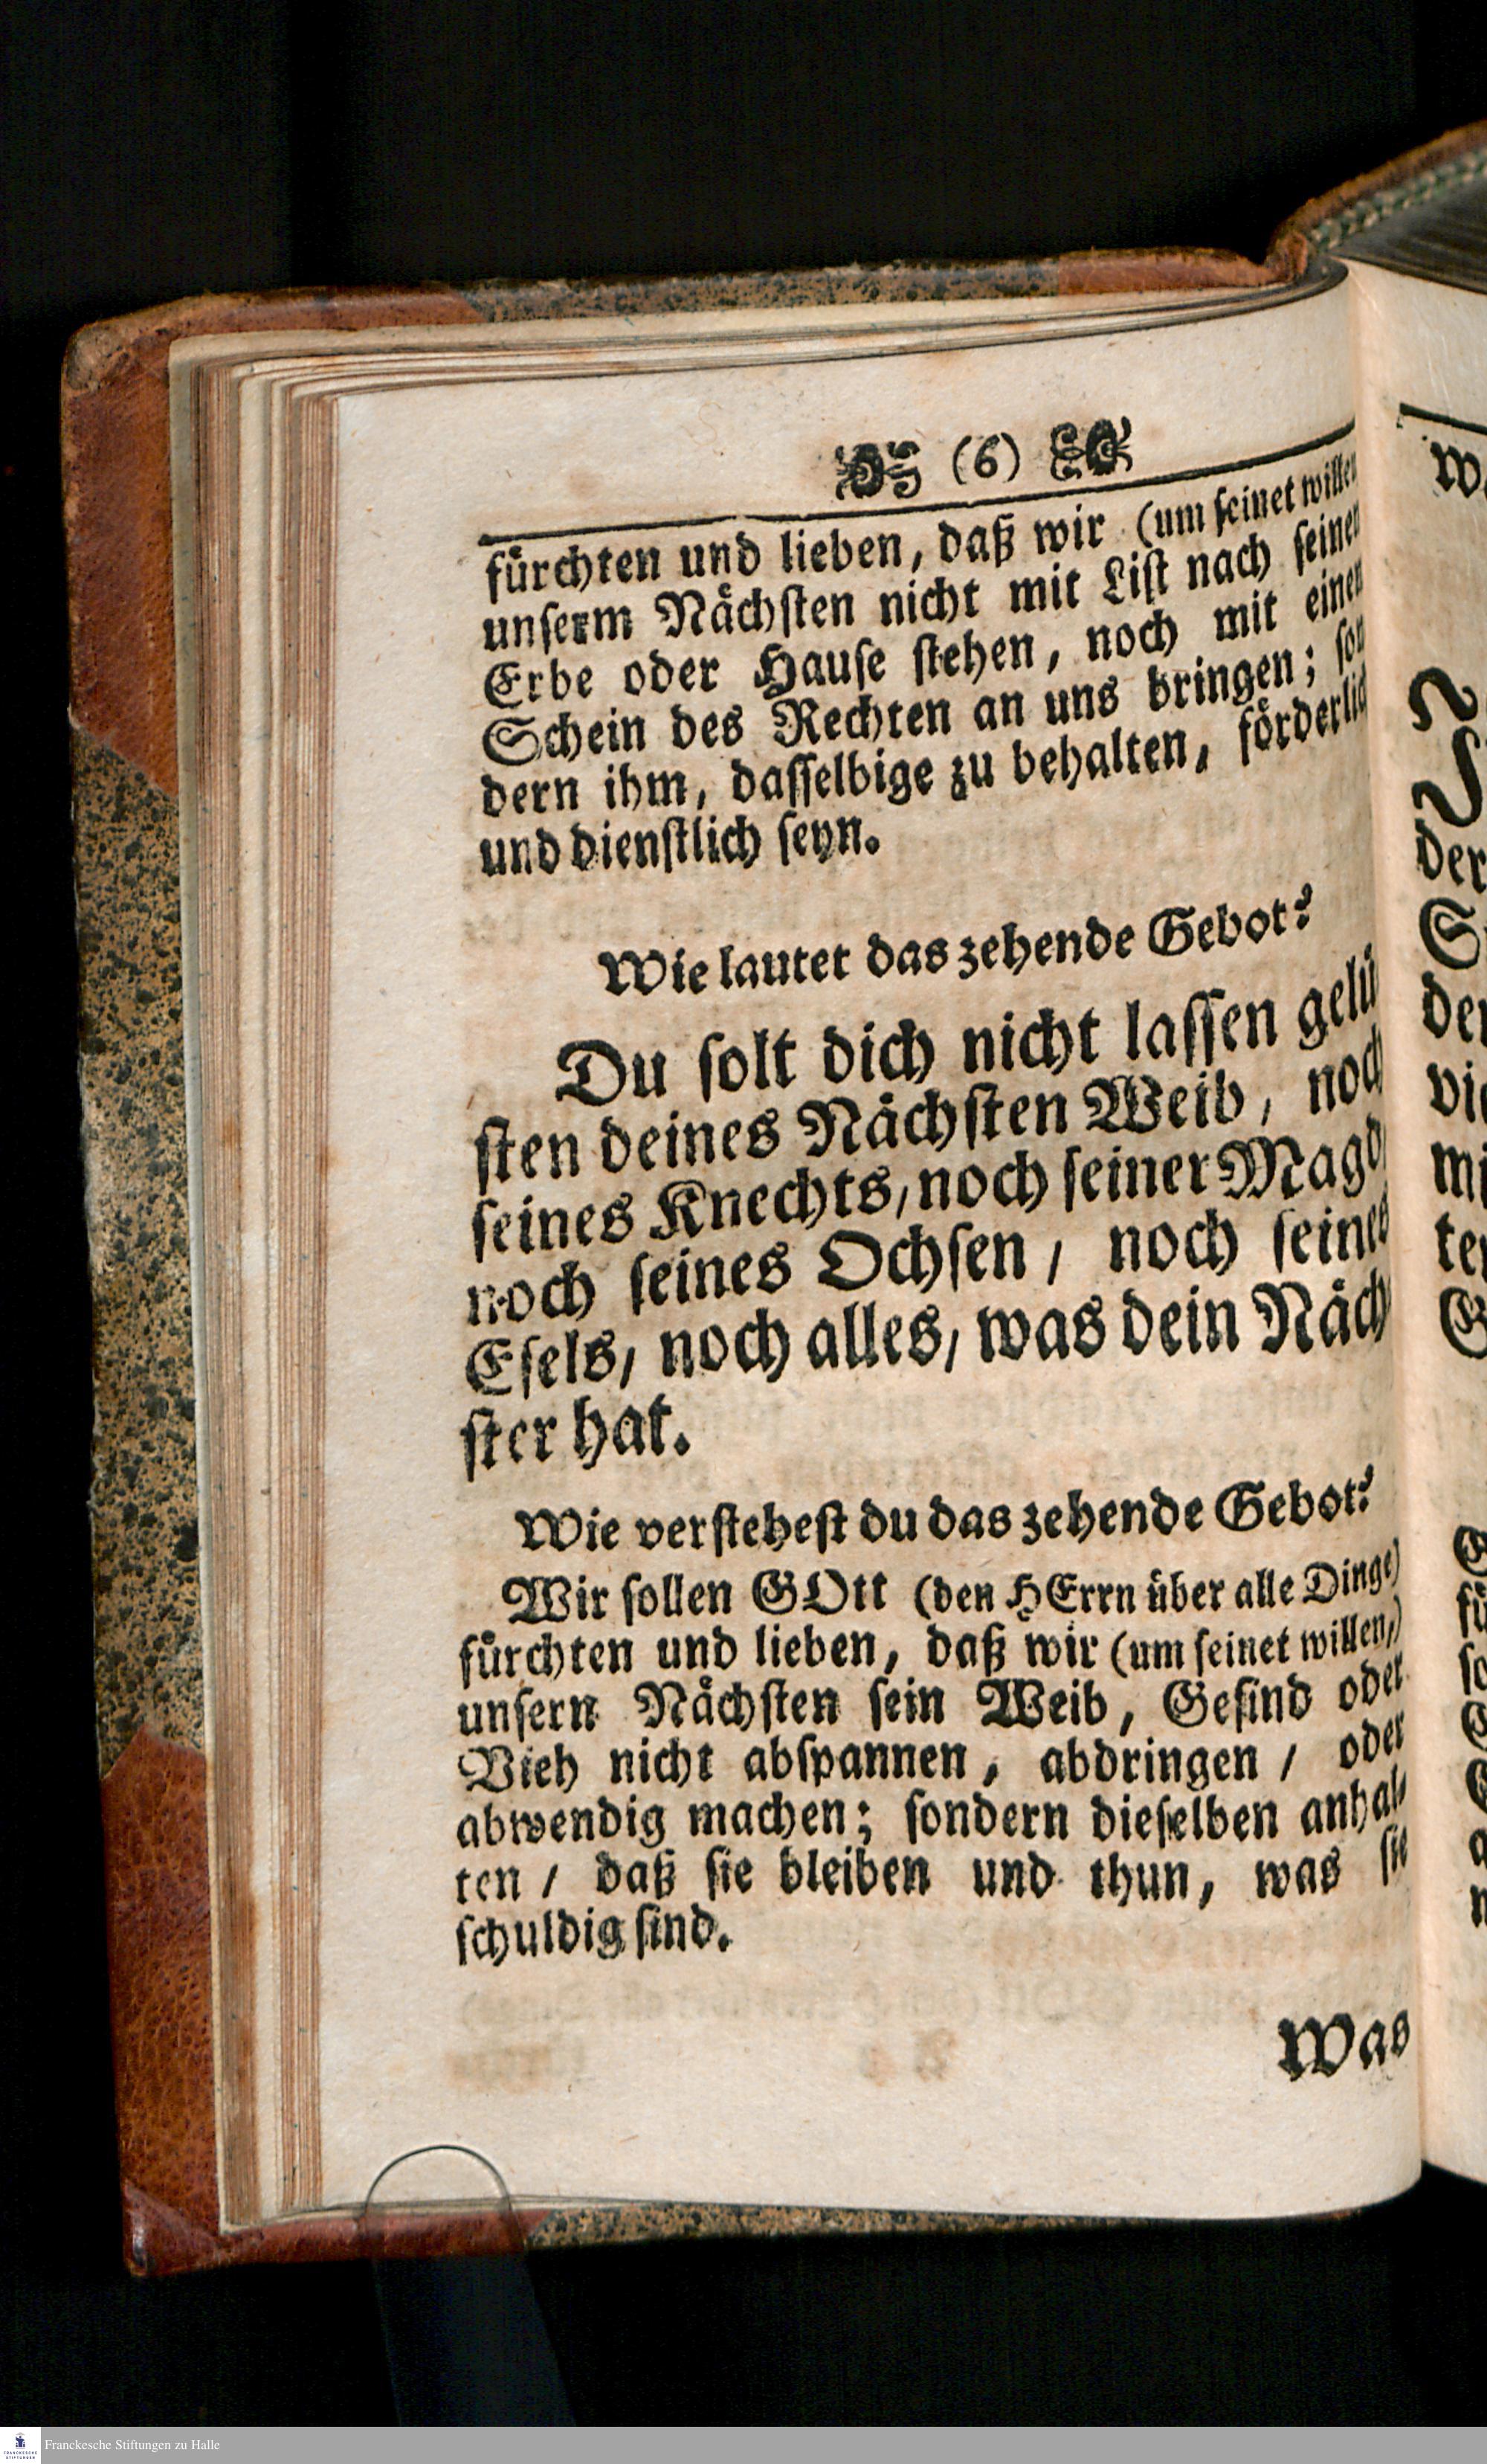 (6)
fürchten und lieben, daß wir (um seinet willen
unserm Nächsten nicht mit List nach seinen
Erbe oder Hause stehen, noch mit einen
Schein des Rechten an uns bringen; son
dern ihm, dasselbige zu behalten, förderlich
und dienstlich seyn.
Wie lautet das zehende Gebot?
Du solt dich nicht lassen gelü
sten deines Nächsten Weib, noch
seines Knechts, noch seiner Magd,
noch seines Ochsen / noch seines
Esels, noch alles, was dein Näch
ster hat.
Wie verstehest du das zehende Gebot?
Wir sollen GOtt (den HErrn über alle Dinge)
fürchten und lieben, daß wir (um seinet willen,)
unsern Nächsten sein Weib, Gesind oder
Vieh nicht abspannen, abdringen / oder
abwendig machen; sondern dieselben anhal-
ten / daß sie bleiben und thun, was sie
schuldig sind.
Was
Franckesche Stiftungen zu Halle